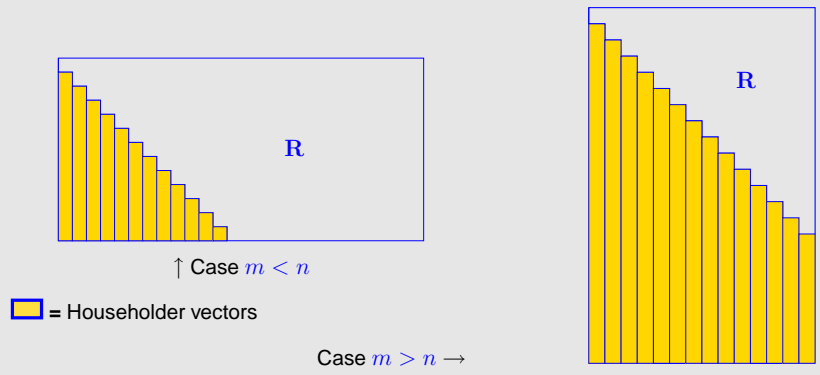 R
R
↑ Case m < n
= Householder vectors
Case m > n →